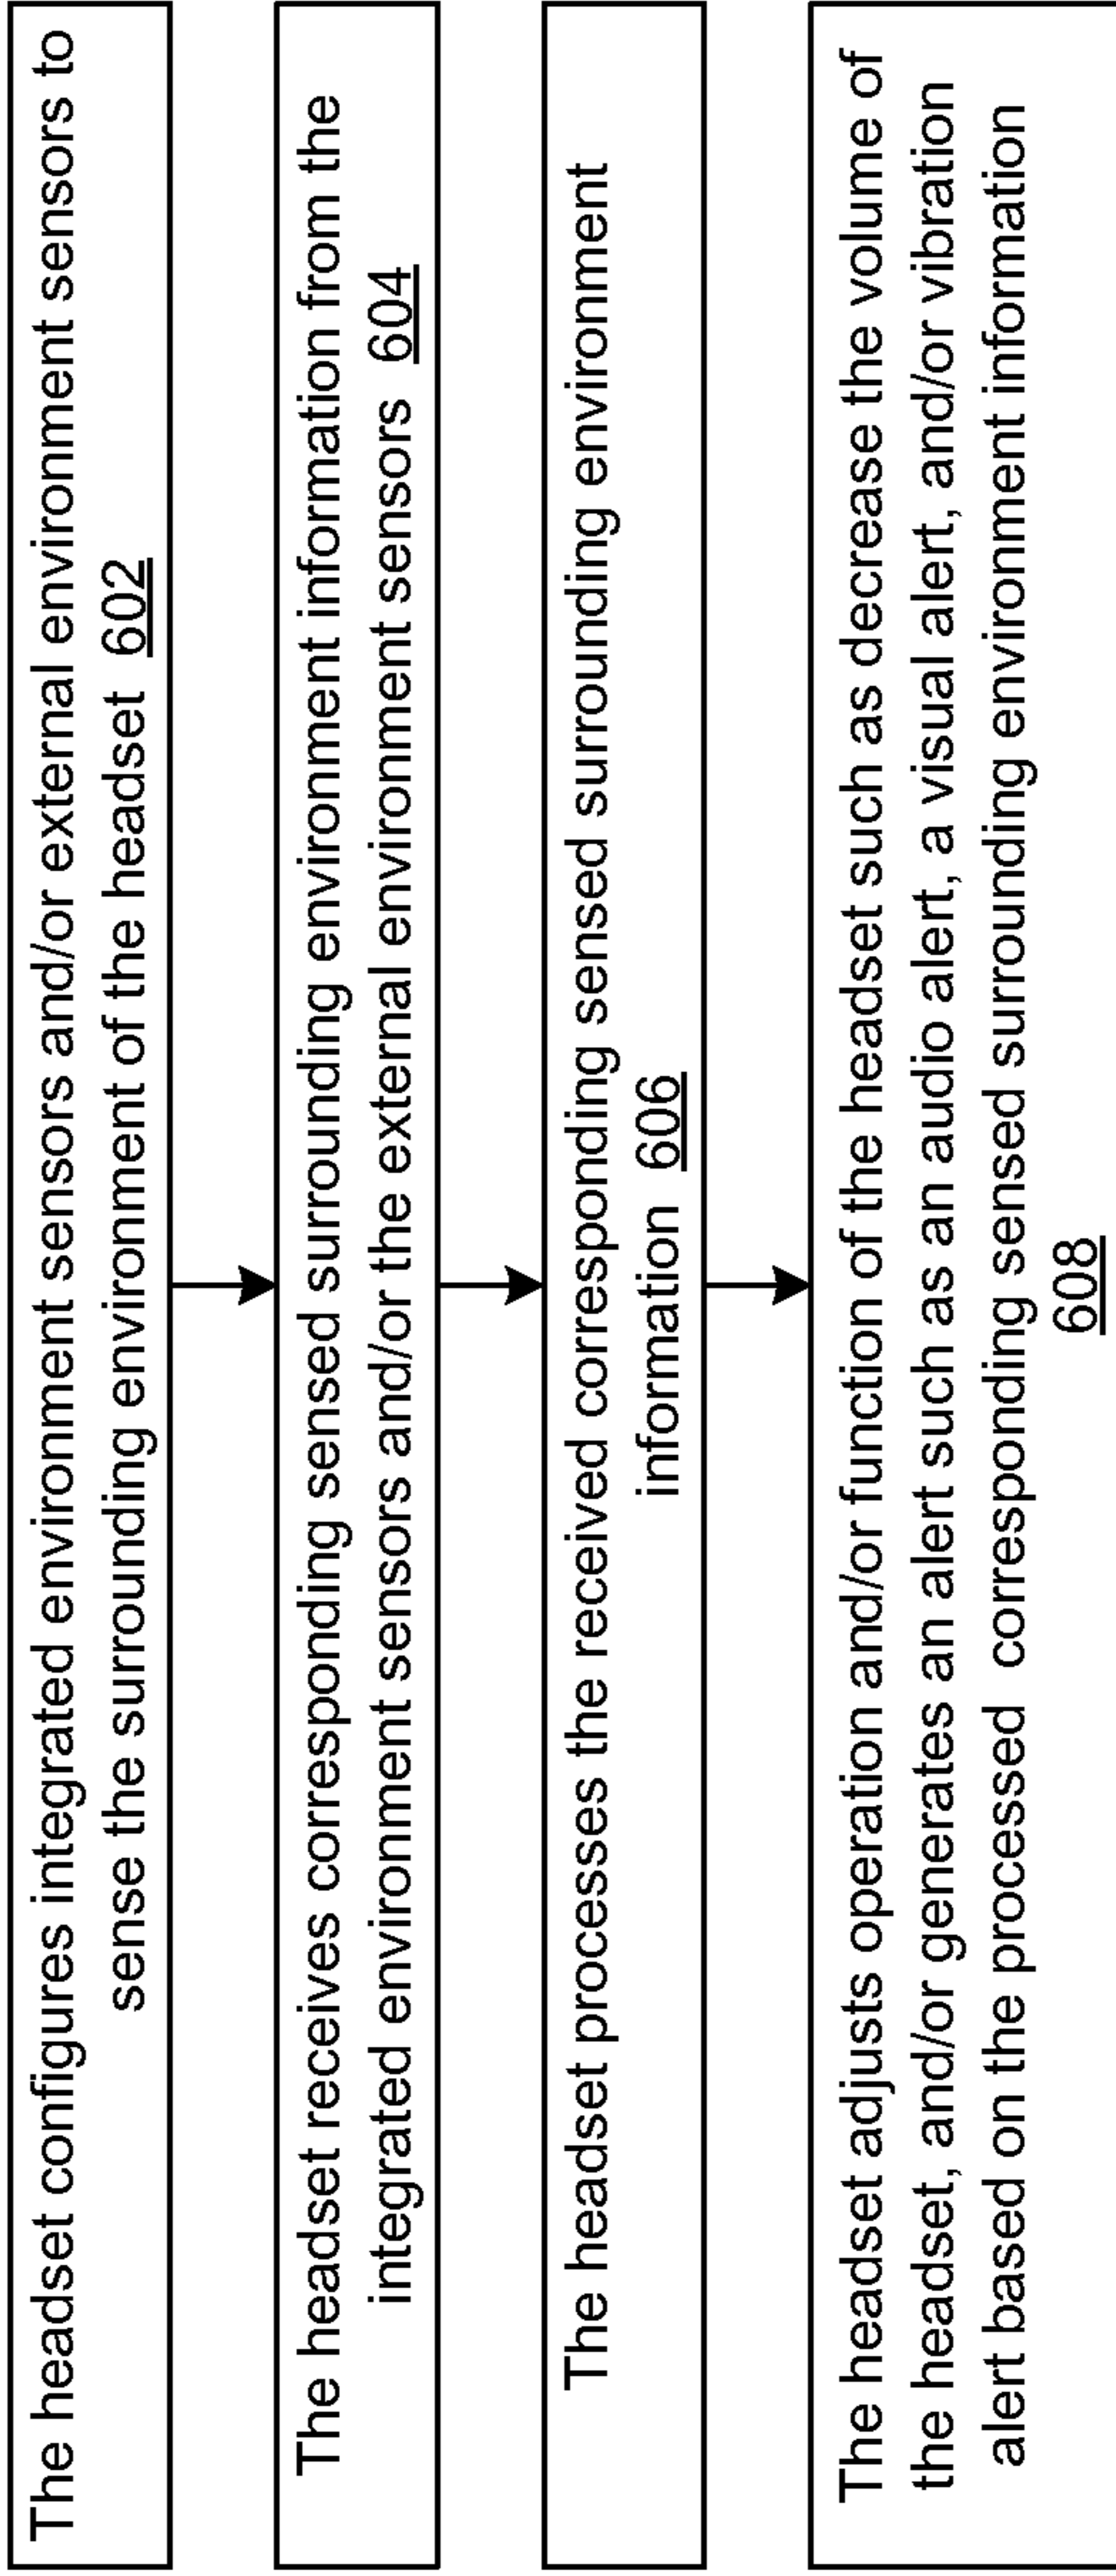 The headset configures integrated environment sensors and/or external environment sensors to
sense the surrounding environment of the headset 602
The headset receives corresponding sensed surrounding environment information from the
integrated environment sensors and/or the external environment sensors 604
The headset processes the received corresponding sensed surrounding environment
information 606
The headset adjusts operation and/or function of the headset such as decrease the volume of
the headset, and/or generates an alert such as an audio alert, a visual alert, and/or vibration
alert based on the processed corresponding sensed surrounding environment information
608